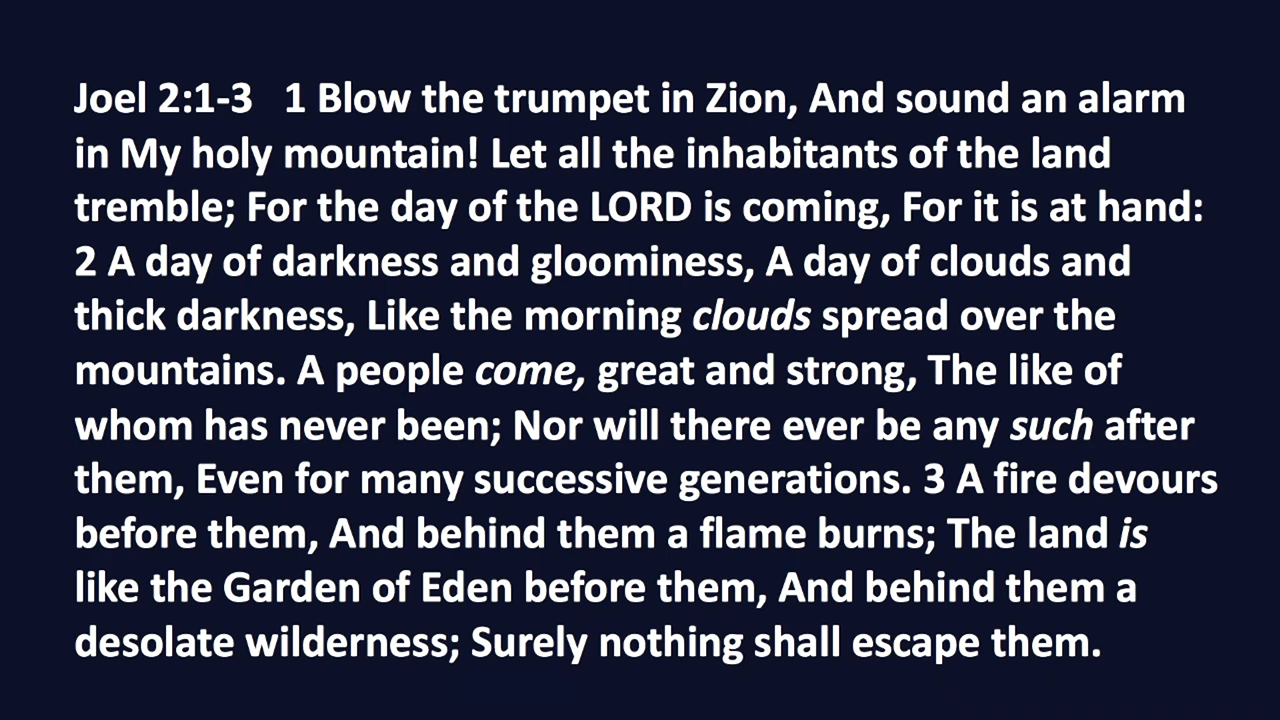 Joel 2:1-3   1 Blow the trumpet in Zion, And sound an alarm
in My holy mountain! Let all the inhabitants of the land
tremble; For the day of the LORD is coming, For it is at hand:
2 A day of darkness and gloominess, A day of clouds and
thick darkness, Like the morning clouds spread over the
mountains. A people come, great and strong, The like of
whom has never been; Nor will there ever be any such after
them, Even for many successive generations. 3 A fire devours
before them, And behind them a flame burns; The land is
like the Garden of Eden before them, And behind them a
desolate wilderness; Surely nothing shall escape them.